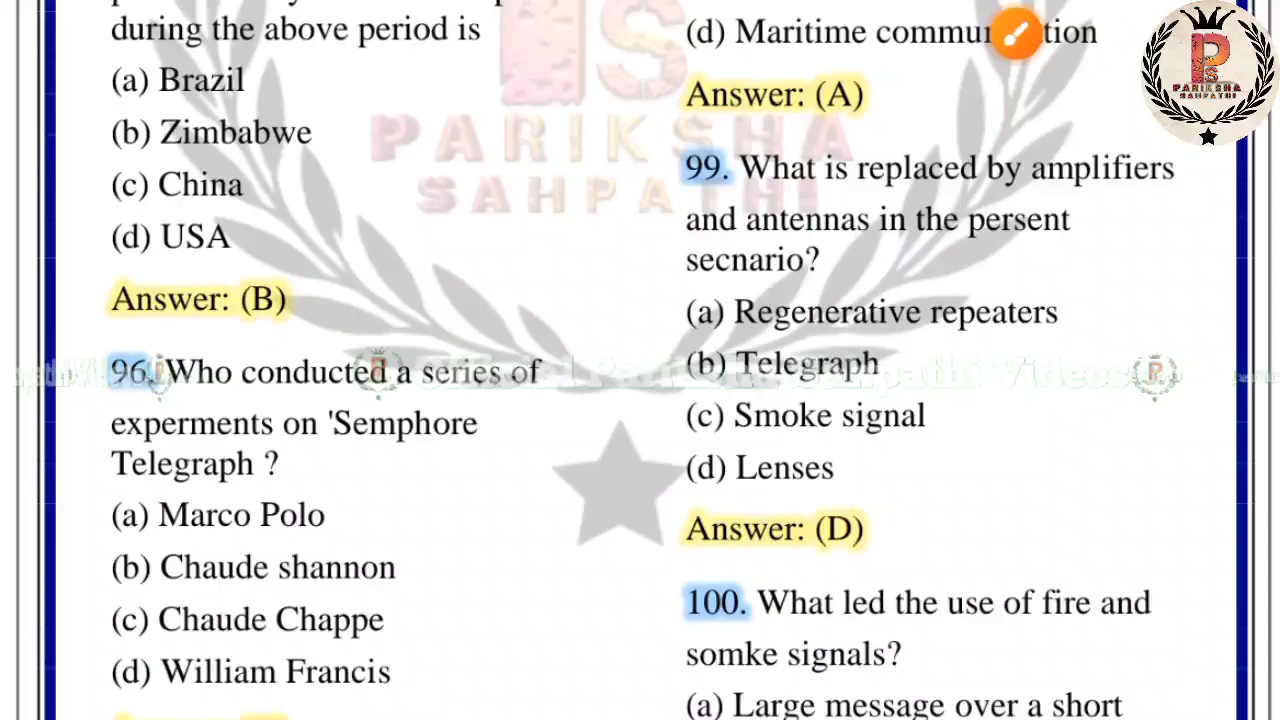 during the above period is
(a) Brazil
(b) Zimbabwe
(c) China
(d) USA
Answer: (B)
96. Who conducted a series of
experments on 'Semphore
Telegraph ?
(a) Marco Polo
(b) Chaude shannon
(c) Chaude Chappe
(d) William Francis
(d) Maritime
Answer: (A)
99. What is replaced by amplifiers
and antennas in the persent
secnario?
(a) Regenerative repeaters
(b) Telegraph
(c) Smoke signal
(d) Lenses
Answer: (D)
100. What led the use of fire and
somke signals?
(a) Large message over a short
PARIKSHA
SAHPATHI
PS
PARIKSHA
SAHPATHI